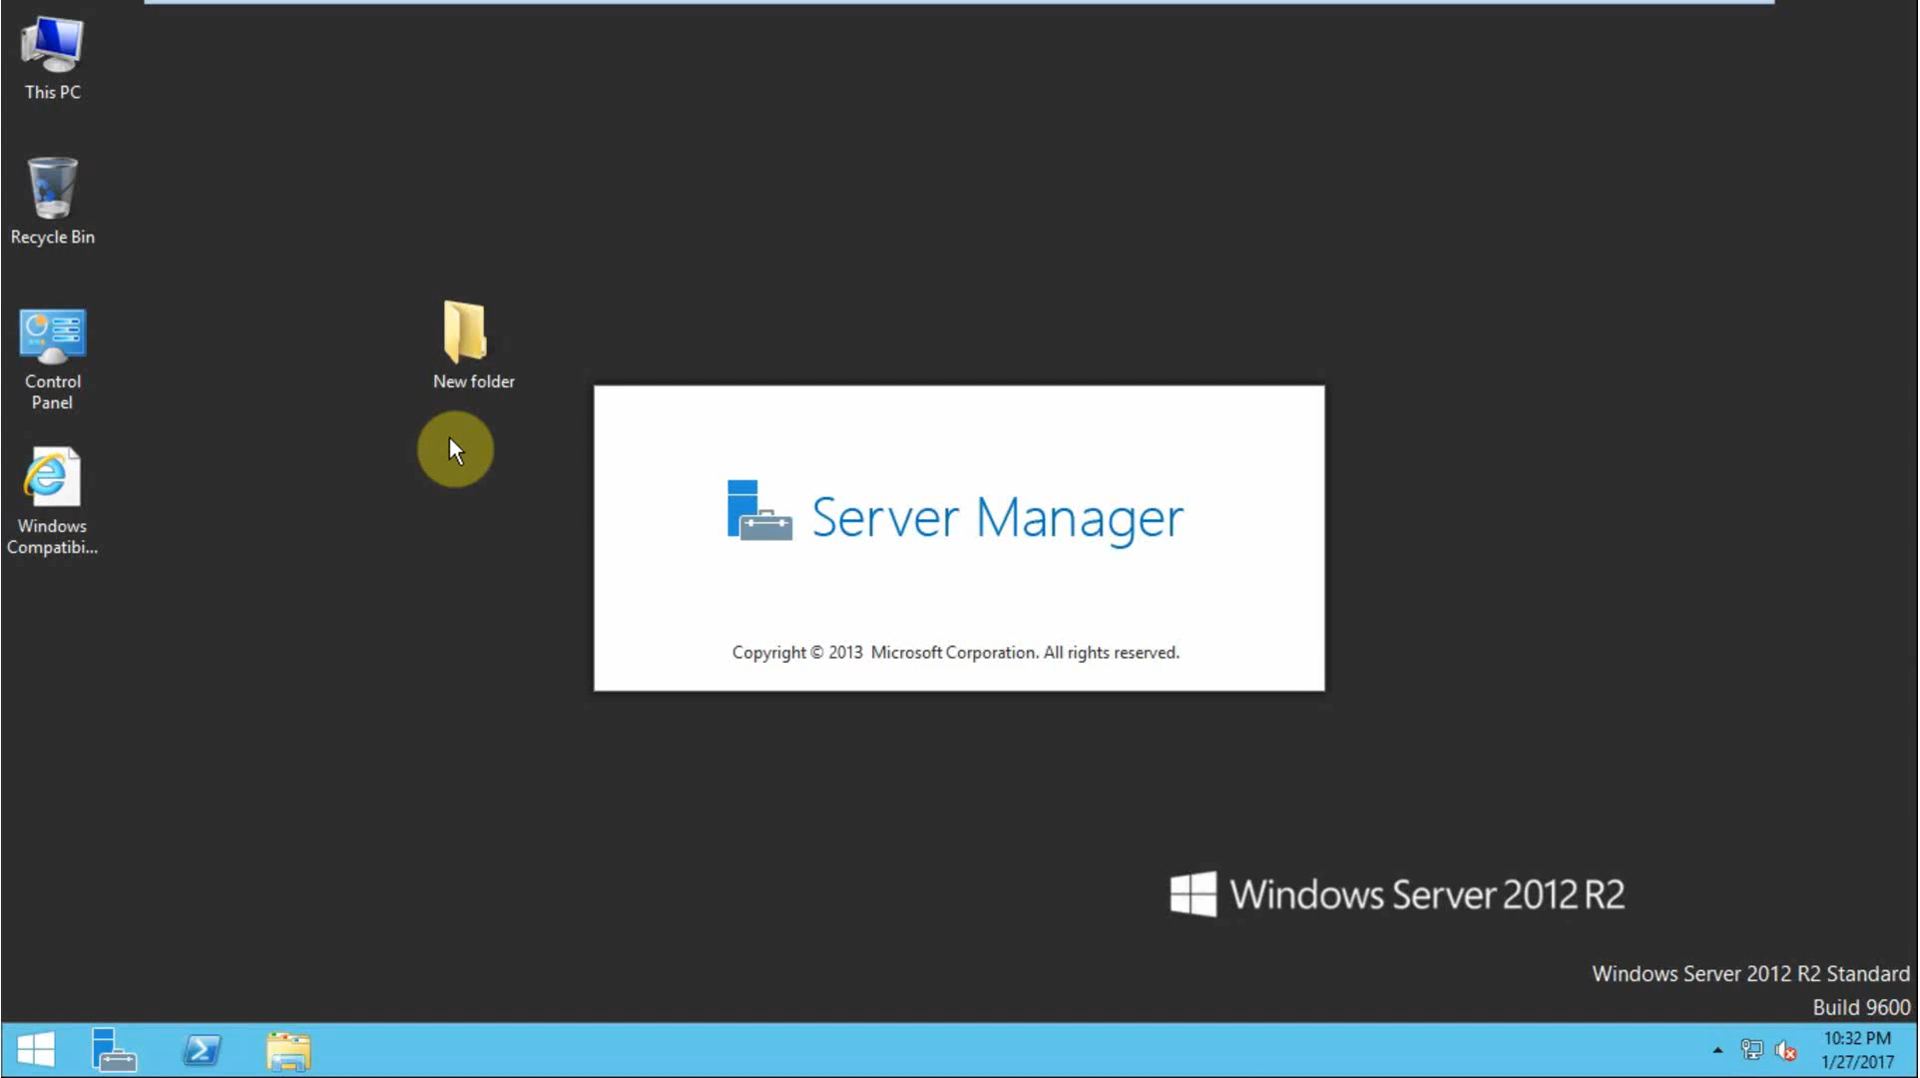 This PC
Recycle Bin
Control
Panel
Windows
Compatibi...
New folder
Server Manager
Copyright © 2013 Microsoft Corporation. All rights reserved.
Windows Server 2012 R2
Windows Server 2012 R2 Standard
Build 9600
10:32 PM
1/27/2017